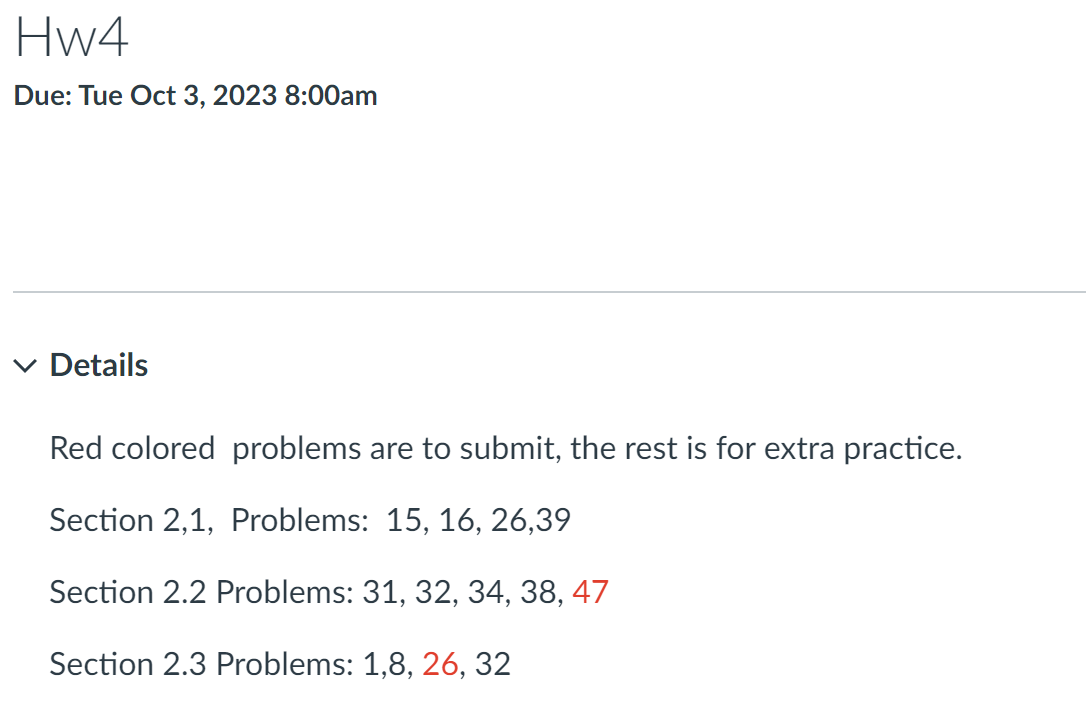 Hw4
Due: Tue Oct 3, 2023 8:00am
Details
Red colored  problems are to submit, the rest is for extra practice.
Section 2,1,  Problems:  15, 16, 26,39
Section 2.2 Problems: 31, 32, 34, 38, 47
Section 2.3 Problems: 1,8, 26, 32